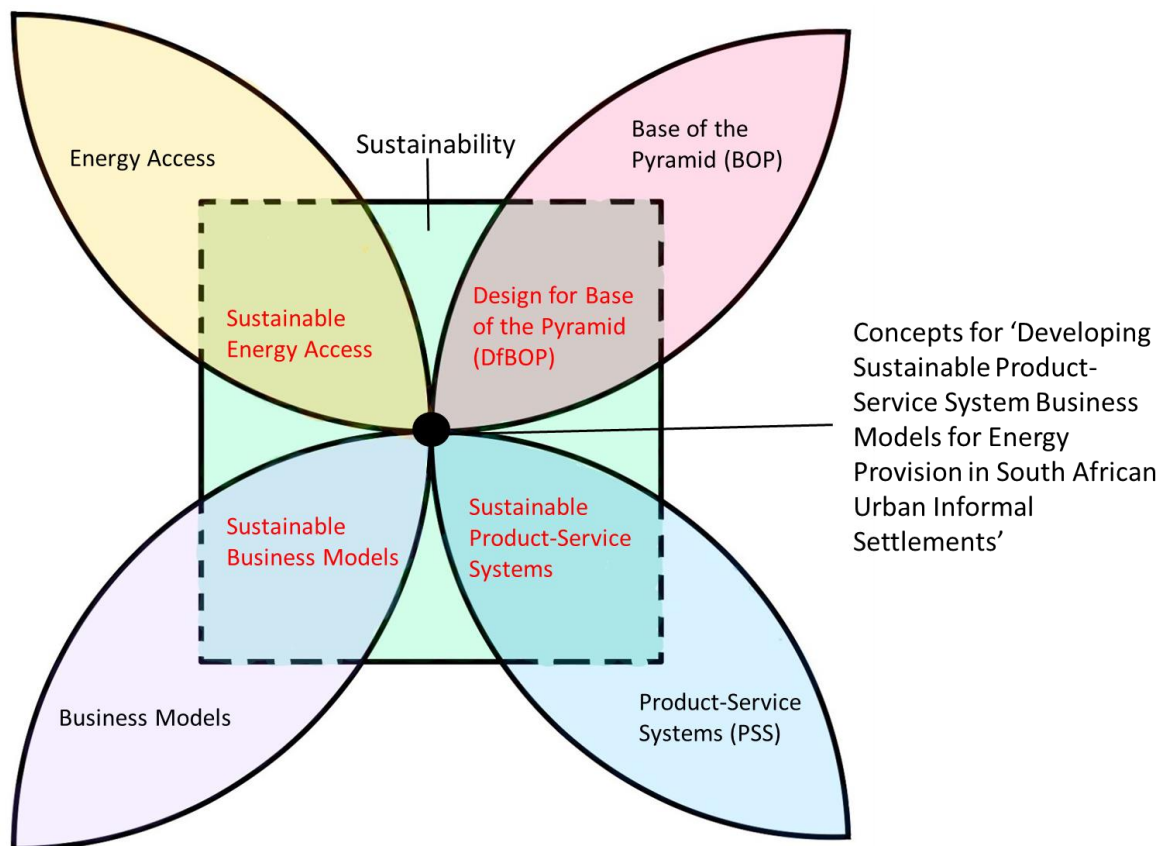 Energy Access
Sustainability
Base of the
Pyramid (BOP)
Sustainable
Energy Access
Design for Base
of the Pyramid
(DfBOP)
Concepts for ‘Developing
Sustainable Product-
Service System Business
Models for Energy
Provision in South African
Urban Informal
Settlements’
Sustainable
Business Models
Sustainable
Product-Service
Systems
Business Models
Product-Service
Systems (PSS)